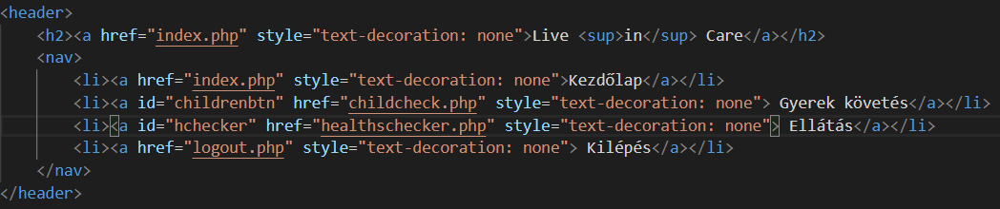 <header>
<h2><a href="index.php" style="text-decoration: none">Live <sup>in</sup> Care</a></h2>
<nav>
<li><a href="index.php" style="text-decoration: none">Kezdőlap</a></li>
<li><a id="childrenbtn" href="childcheck.php" style="text-decoration: none"> Gyerek követés</a></li>
<li><a id="hchecker" href="healthschecker.php" style="text-decoration: none"> Ellátás</a></li>
<li><a href="logout.php" style="text-decoration: none"> Kilépés</a></li>
</nav>
</header>